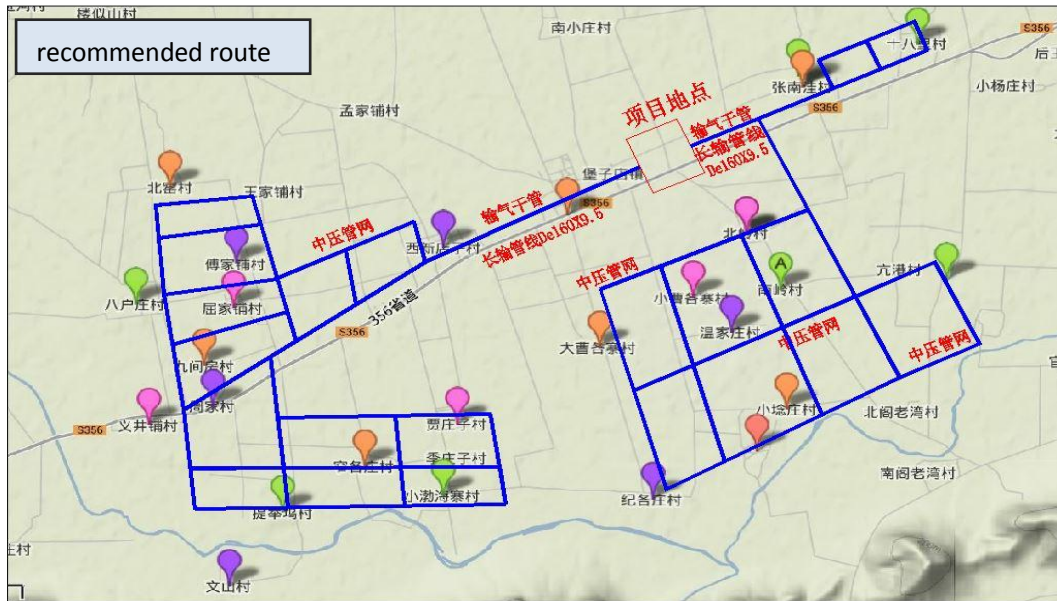 楼似山村
recommended route
南小庄村
S356
十八里村
后王
孟家铺村
张南洼村
小杨庄村
S356
项目地点
输气干管
长输管线
De160X9.5
北窑村
王家铺村
堡子店镇
S356
输气干管
长输管线De160X9.5
中压管网
西新店子村
傅家铺村
八户庄村
屈家铺村
北岭村
亢港村
中压管网
小曹各寨村
南岭村
A
温家庄村
356省道
S356
大曹各寨村
中压管网
中压管网
九间房村
周家村
义井铺村
S356
贾庄子村
小埝庄村
北阎老湾村
李庄子村
窑各庄村
小渤海寨村
南阎老湾村
纪各庄村
提举坞村
庄村
文山村